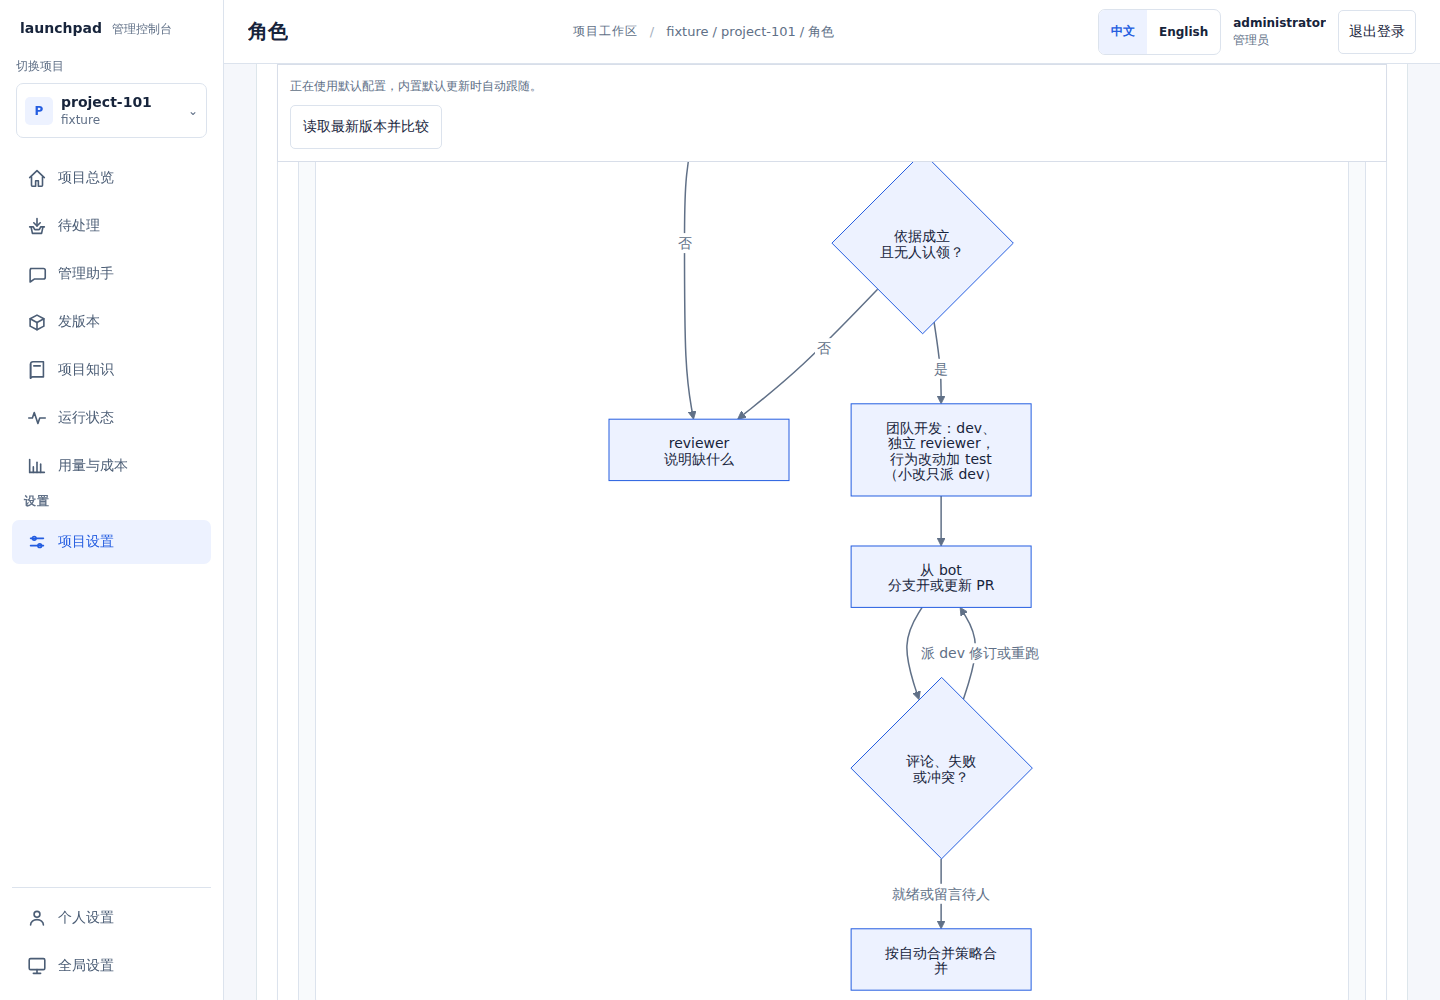 launchpad 管理控制台
切换项目
P
project-101
fixture
项目总览
待处理
管理助手
发版本
项目知识
运行状态
用量与成本
设置
项目设置
个人设置
全局设置
角色
项目工作区 / fixture / project-101 / 角色
中文 English
administrator
管理员
退出登录
正在使用默认配置，内置默认更新时自动跟随。
读取最新版本并比较
依据成立
且无人认领？
否
否
是
reviewer
说明缺什么
团队开发：dev、
独立 reviewer，
行为改动加 test
（小改只派 dev）
从 bot
分支开或更新 PR
派 dev 修订或重跑
评论、失败
或冲突？
就绪或留言待人
按自动合并策略合
并